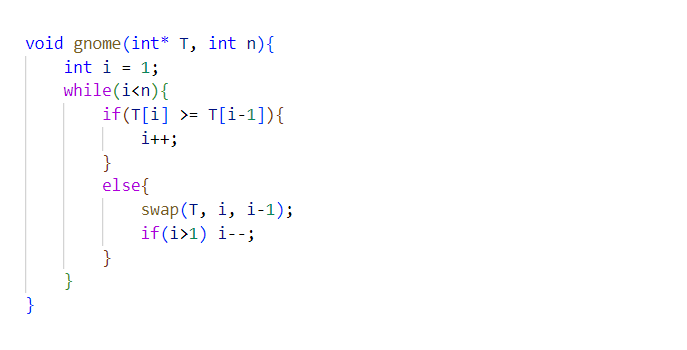 void gnome(int* T, int n){
    int i = 1;
    while(i<n){
        if(T[i] >= T[i-1]){
            i++;
        }
        else{
            swap(T, i, i-1);
            if(i>1) i--;
        }
    }
}